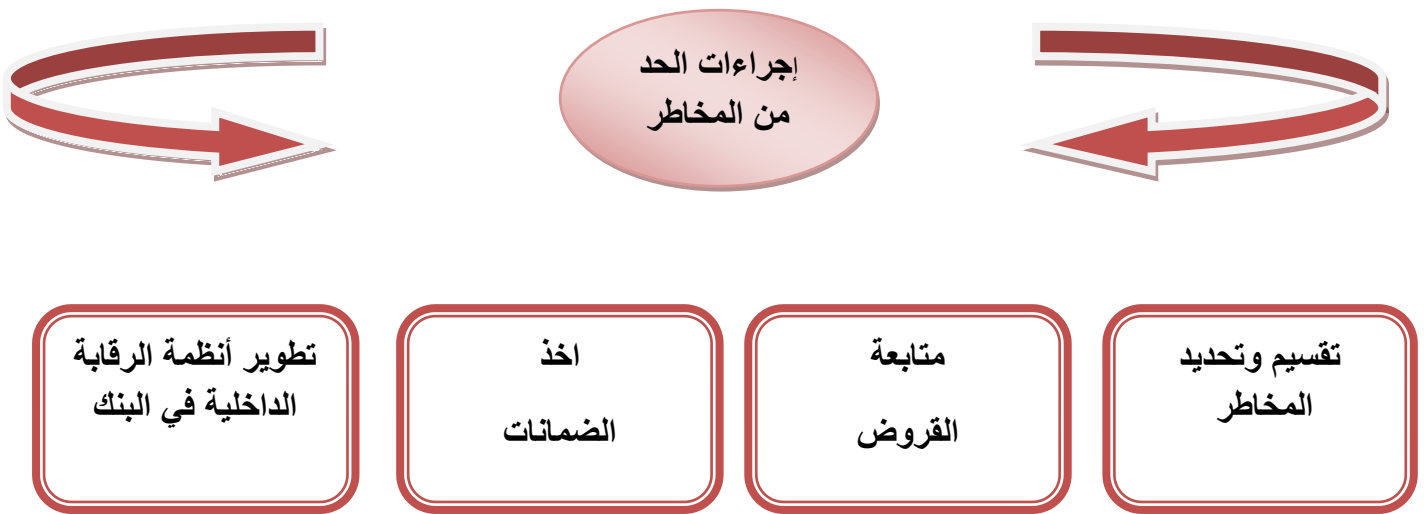 إجراءات الحد
من المخاطر
تقسيم وتحديد
المخاطر
متابعة
القروض
اخذ
الضمانات
تطوير أنظمة الرقابة
الداخلية في البنك